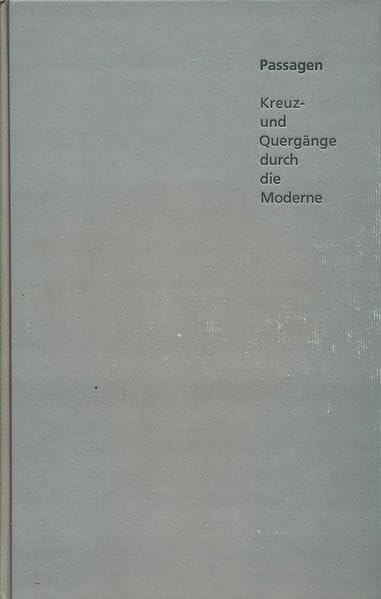 Passagen
Kreuz-
und
Quergänge
durch
die
Moderne